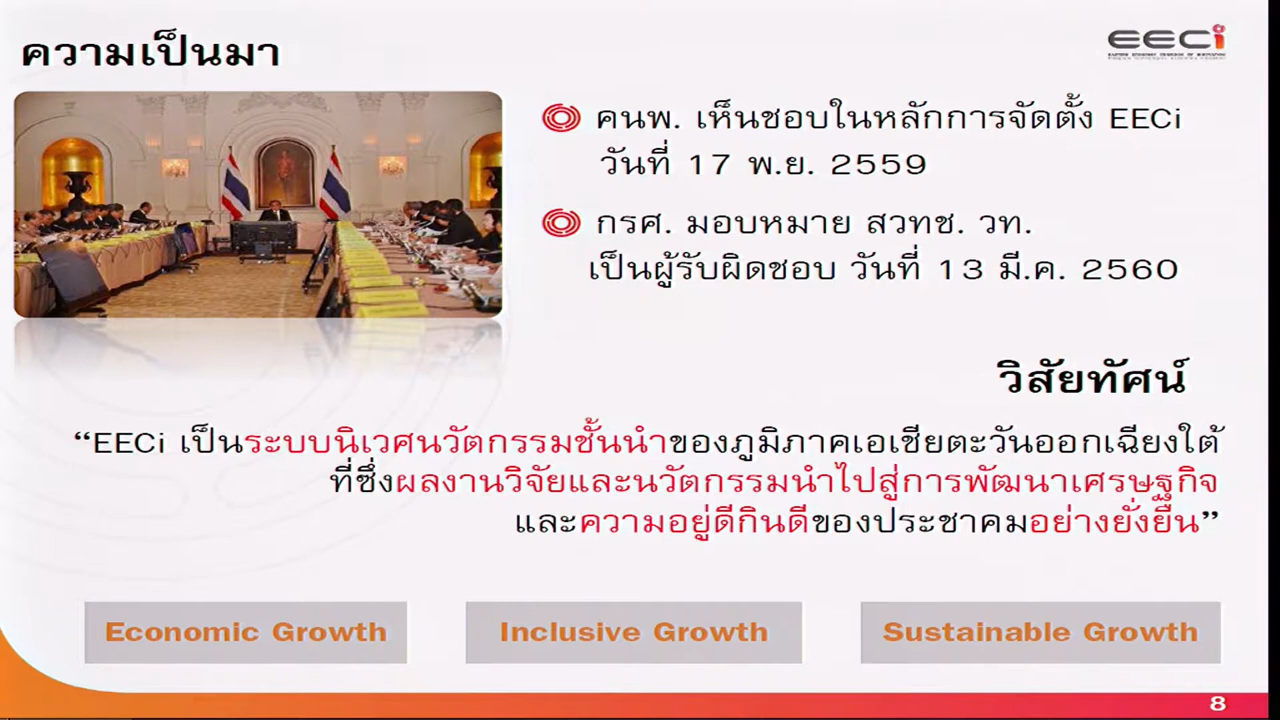 ความเป็นมา
EECi
คนพ. เห็นชอบในหลักการจัดตั้ง EECi
วันที่ 17 พ.ย. 2559
กรศ. มอบหมาย สวทช. วท.
เป็นผู้รับผิดชอบ วันที่ 13 มี.ค. 2560
วิสัยทัศน์
“EECi เป็นระบบนิเวศนวัตกรรมชั้นนำของภูมิภาคเอเชียตะวันออกเฉียงใต้
ที่ซึ่งผลงานวิจัยและนวัตกรรมนำไปสู่การพัฒนาเศรษฐกิจ
และความอยู่ดีกินดีของประชาคมอย่างยั่งยืน”
Economic Growth
Inclusive Growth
Sustainable Growth
8